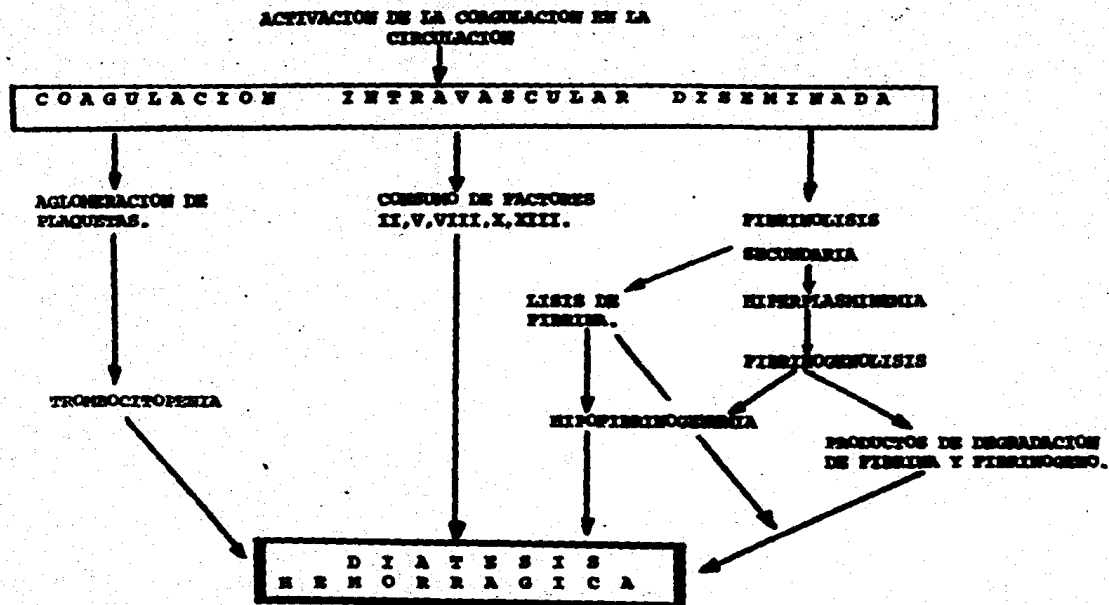 ACTIVACION DE LA COAGULACION EN LA
CIRCULACION
COAGULACION INTRAVASCULAR DISEMINADA
AGLOMERACION DE
PLAQUETAS.
CONSUMO DE FACTORES
II,V,VIII,X,XIII.
FIBRINOLISIS
SECUNDARIA
LISIS DE
FIBRINA.
HIPERPLASMINEMIA
FIBRINOGENOLISIS
TROMBOCITOPENIA
HIPOFIBRINOGENEMIA
PRODUCTOS DE DEGRADACION
DE FIBRINA Y FIBRINOGENO.
DIATESIS
HEMORRAGICA